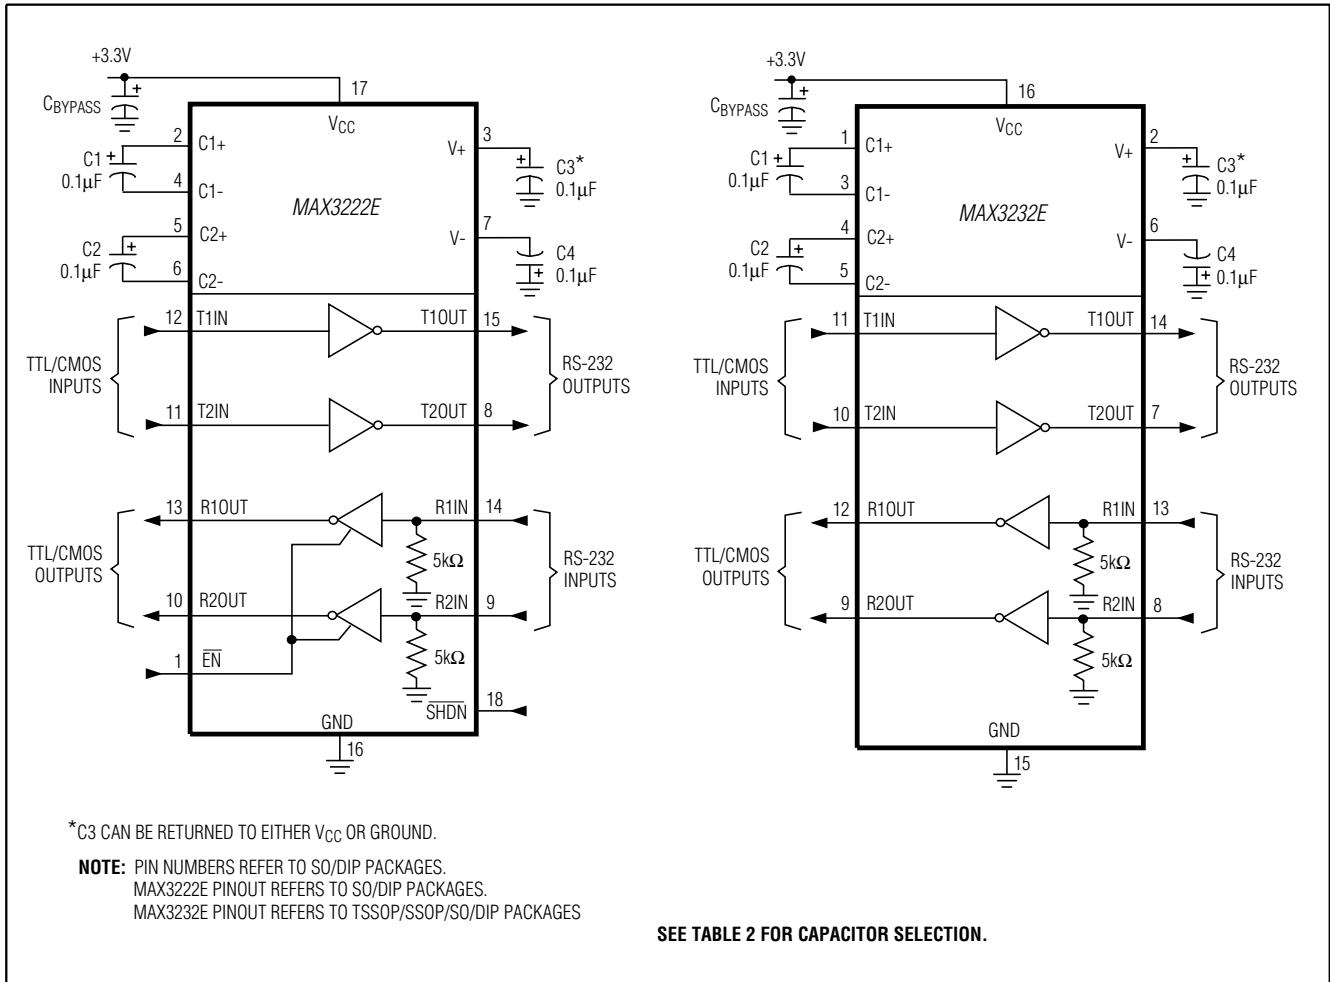 +3.3V
17
CBYPASS
VCC
2
C1+
3
V+
C1
0.1µF
C3*
0.1µF
4
C1-
MAX3222E
5
C2+
7
V-
C2
0.1µF
C4
0.1µF
6
C2-
12
T1IN
T1OUT
15
TTL/CMOS
INPUTS
RS-232
OUTPUTS
11
T2IN
T2OUT
8
13
R1OUT
R1IN
14
5kΩ
TTL/CMOS
OUTPUTS
RS-232
INPUTS
10
R2OUT
R2IN
9
5kΩ
1
EN
SHDN
18
GND
16
+3.3V
16
CBYPASS
VCC
1
C1+
2
V+
C1
0.1µF
C3*
0.1µF
3
C1-
MAX3232E
4
C2+
6
V-
C2
0.1µF
C4
0.1µF
5
C2-
11
T1IN
T1OUT
14
TTL/CMOS
INPUTS
RS-232
OUTPUTS
10
T2IN
T2OUT
7
12
R1OUT
R1IN
13
5kΩ
TTL/CMOS
OUTPUTS
RS-232
INPUTS
9
R2OUT
R2IN
8
5kΩ
GND
15
*C3 CAN BE RETURNED TO EITHER VCC OR GROUND.
NOTE: PIN NUMBERS REFER TO SO/DIP PACKAGES.
MAX3222E PINOUT REFERS TO SO/DIP PACKAGES.
MAX3232E PINOUT REFERS TO TSSOP/SSOP/SO/DIP PACKAGES
SEE TABLE 2 FOR CAPACITOR SELECTION.